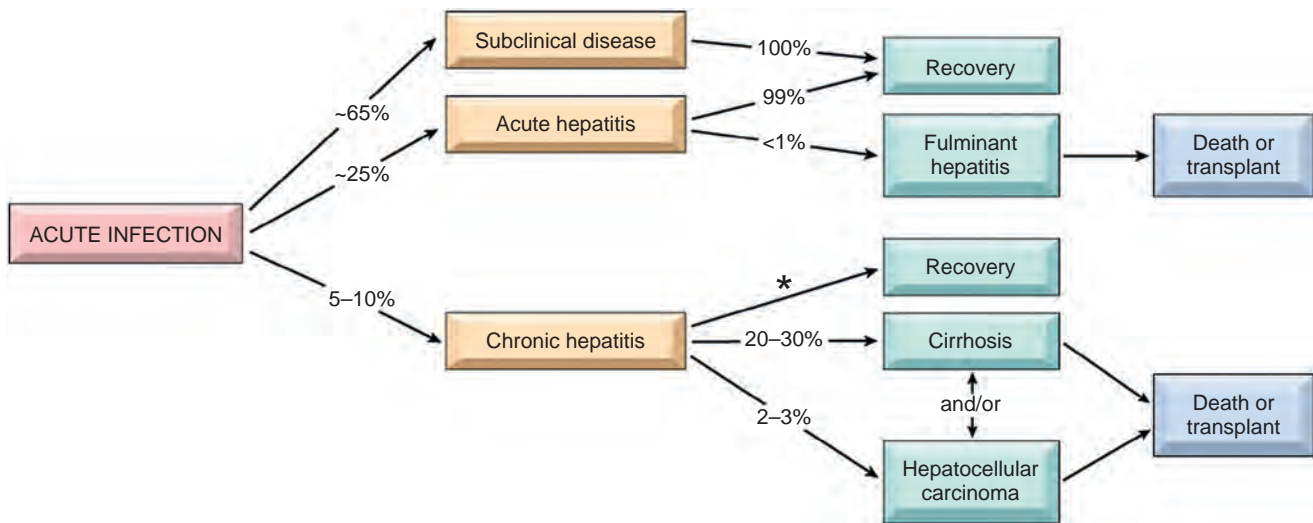 Subclinical disease
100%
Recovery
~65%
Acute hepatitis
99%
<1%
Fulminant
hepatitis
Death or
transplant
~25%
ACUTE INFECTION
5–10%
*
Recovery
Chronic hepatitis
20–30%
Cirrhosis
and/or
2–3%
Hepatocellular
carcinoma
Death or
transplant